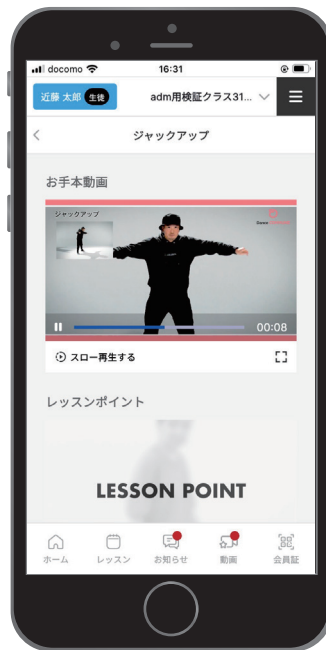 docomo
16:31
近藤 太郎 生徒
adm用検証クラス31...
ジャックアップ
お手本動画
ジャックアップ
00:08
スロー再生する
レッスンポイント
LESSON POINT
ホーム レッスン お知らせ 動画 会員証